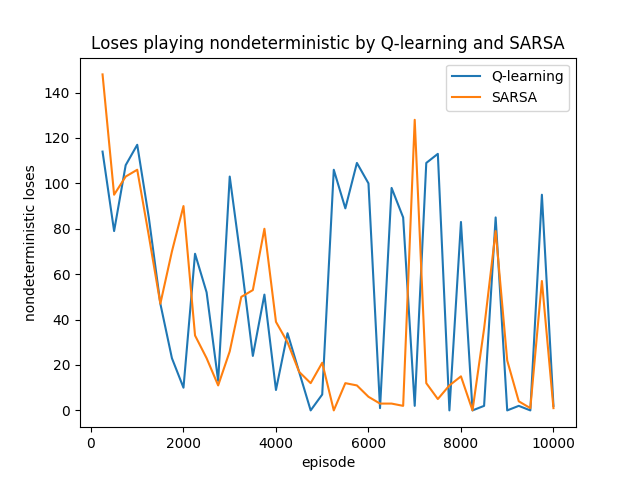 Loses playing nondeterministic by Q-learning and SARSA
Q-learning
SARSA
nondeterministic loses
140
120
100
80
60
40
20
0
0 2000 4000 6000 8000 10000
episode